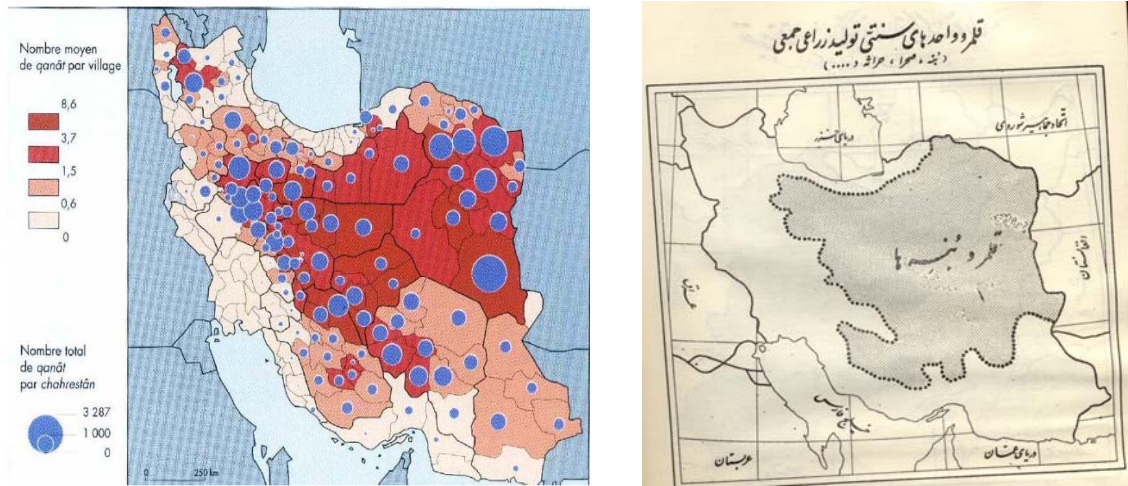 Nombre moyen
de qanât par village
8,6
3,7
1,5
0,6
0
Nombre total
de qanât
par chahrestân
3 287
1 000
0
0 250 km
قلمرو واحدهای سنتی تولید زراعی جمعی
(بنه، صحرا، حراثه و ....)
اتحاد جماهیر شوروی
دریای خزر
قلمرو بنه ها
افغانستان
عراق
خلیج فارس
دریای عمان
عربستان